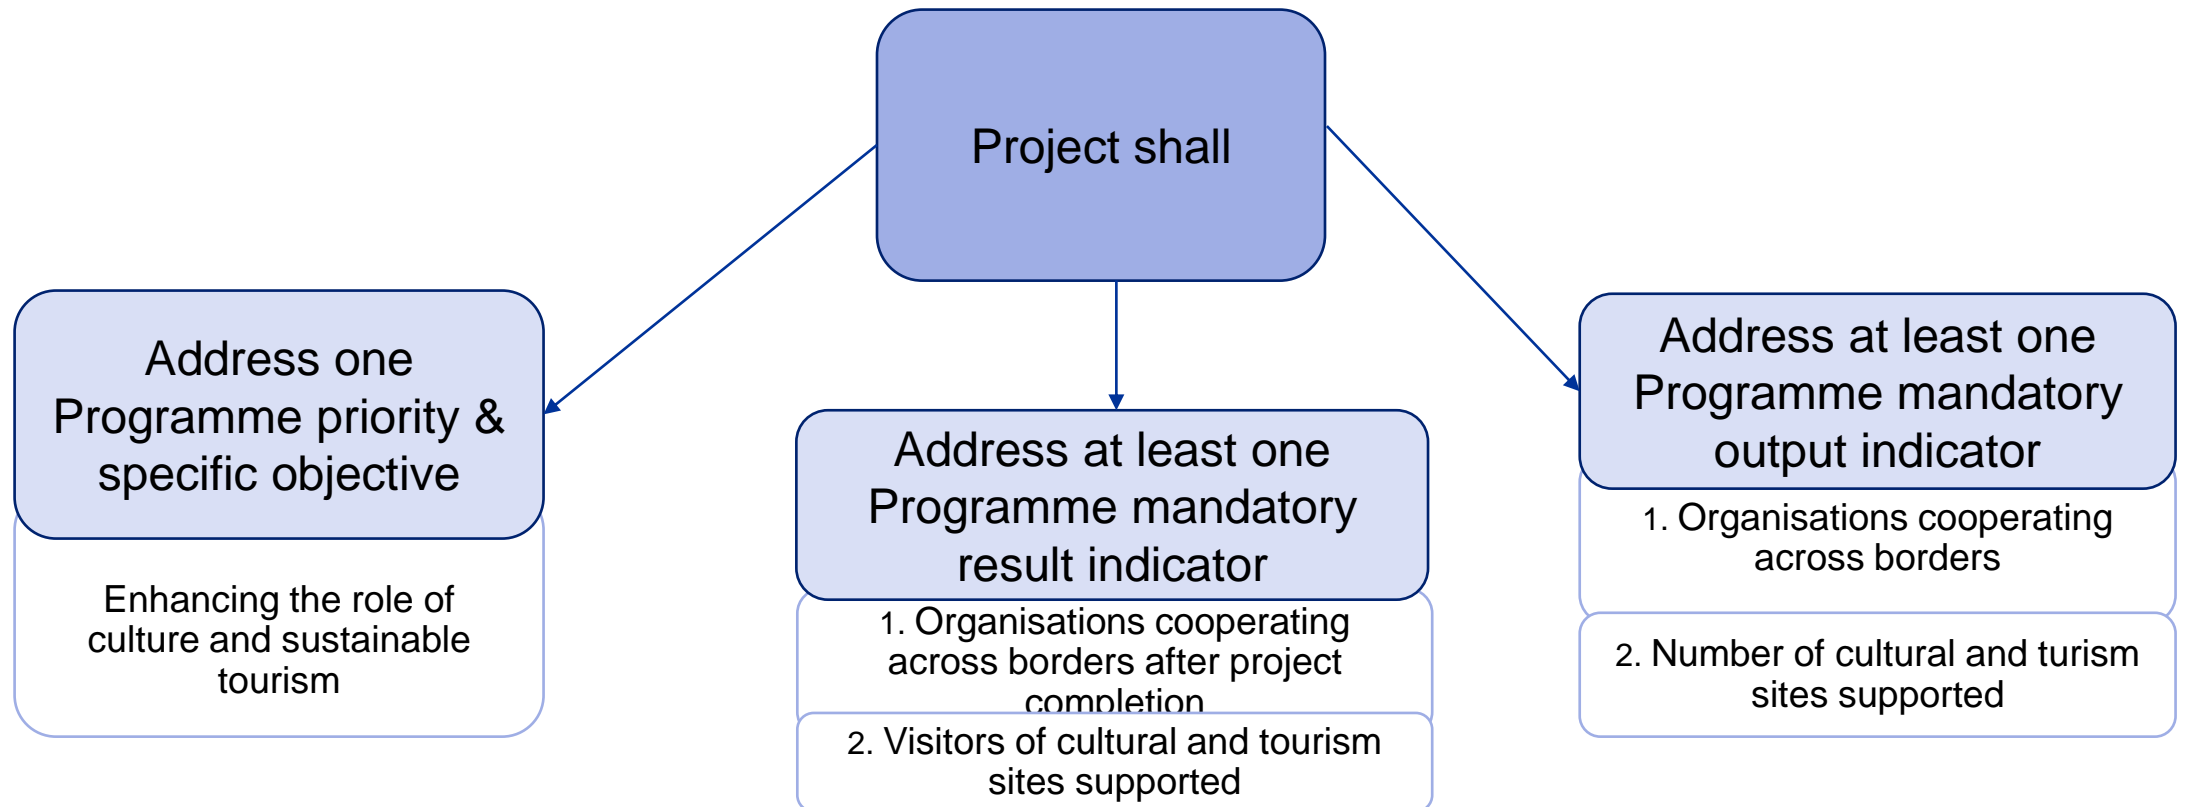 Project shall
Address one
Programme priority &
specific objective
Enhancing the role of
culture and sustainable
tourism
Address at least one
Programme mandatory
result indicator
1. Organisations cooperating
across borders after project
completion
2. Visitors of cultural and tourism
sites supported
Address at least one
Programme mandatory
output indicator
1. Organisations cooperating
across borders
2. Number of cultural and turism
sites supported